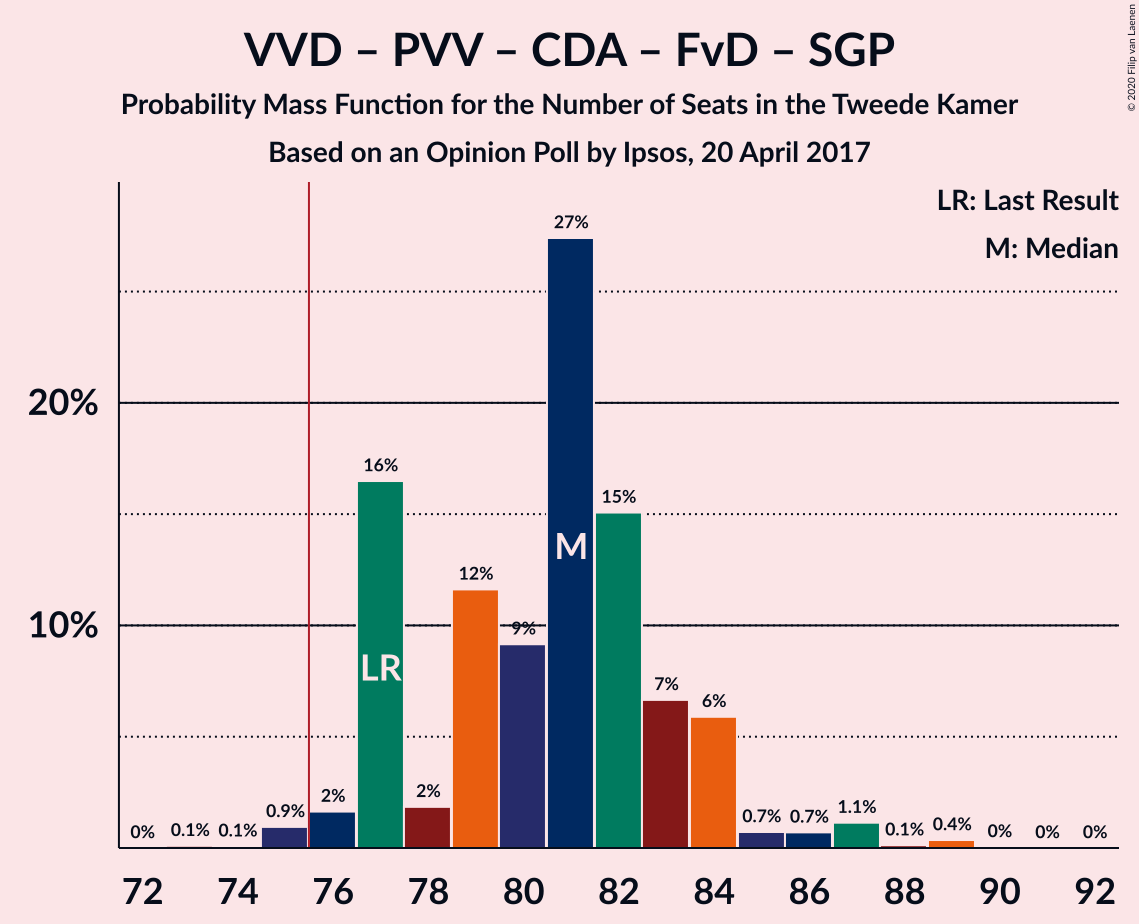 VVD – PVV – CDA – FvD – SGP
Probability Mass Function for the Number of Seats in the Tweede Kamer
Based on an Opinion Poll by Ipsos, 20 April 2017
© 2020 Filip van Laenen
LR: Last Result
M: Median
20%
10%
0%
0.1%
0.1%
0.9%
2%
16%
2%
12%
9%
27%
15%
7%
6%
0.7%
0.7%
1.1%
0.1%
0.4%
0%
0%
0%
LR
M
72 74 76 78 80 82 84 86 88 90 92